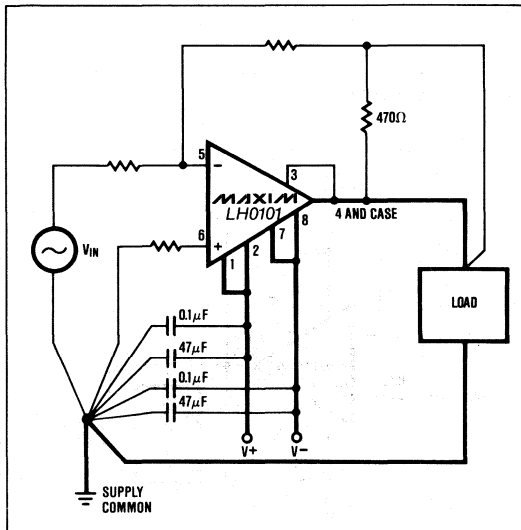 470Ω
5
−
3
MAXIM
LH0101
4 AND CASE
8
7
6
+
2
1
VIN
LOAD
0.1μF
47μF
0.1μF
47μF
V+
V−
SUPPLY
COMMON